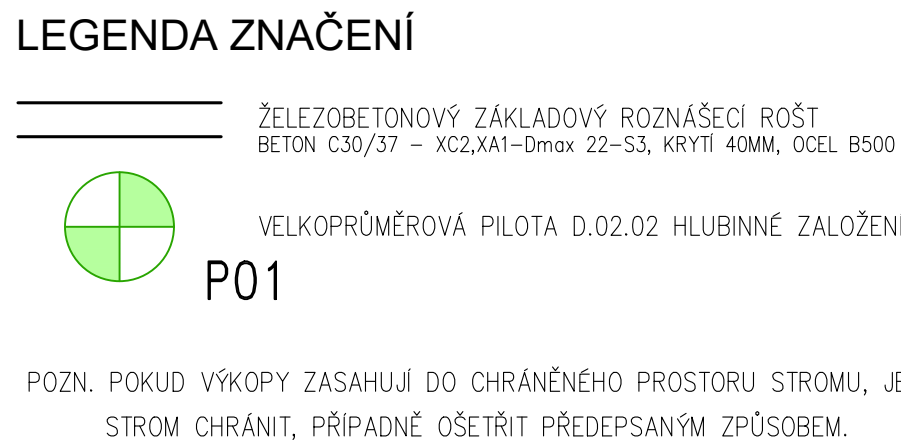 LEGENDA ZNAČENÍ
ŽELEZOBETONOVÝ ZÁKLADOVÝ ROZNÁŠECÍ ROŠT
BETON C30/37 – XC2,XA1–Dmax 22–S3, KRYTÍ 40MM, OCEL B500
VELKOPRŮMĚROVÁ PILOTA D.02.02 HLUBINNÉ ZALOŽENÍ
P01
POZN. POKUD VÝKOPY ZASAHUJÍ DO CHRÁNĚNÉHO PROSTORU STROMU, JE
STROM CHRÁNIT, PŘÍPADNĚ OŠETŘIT PŘEDEPSANÝM ZPŮSOBEM.